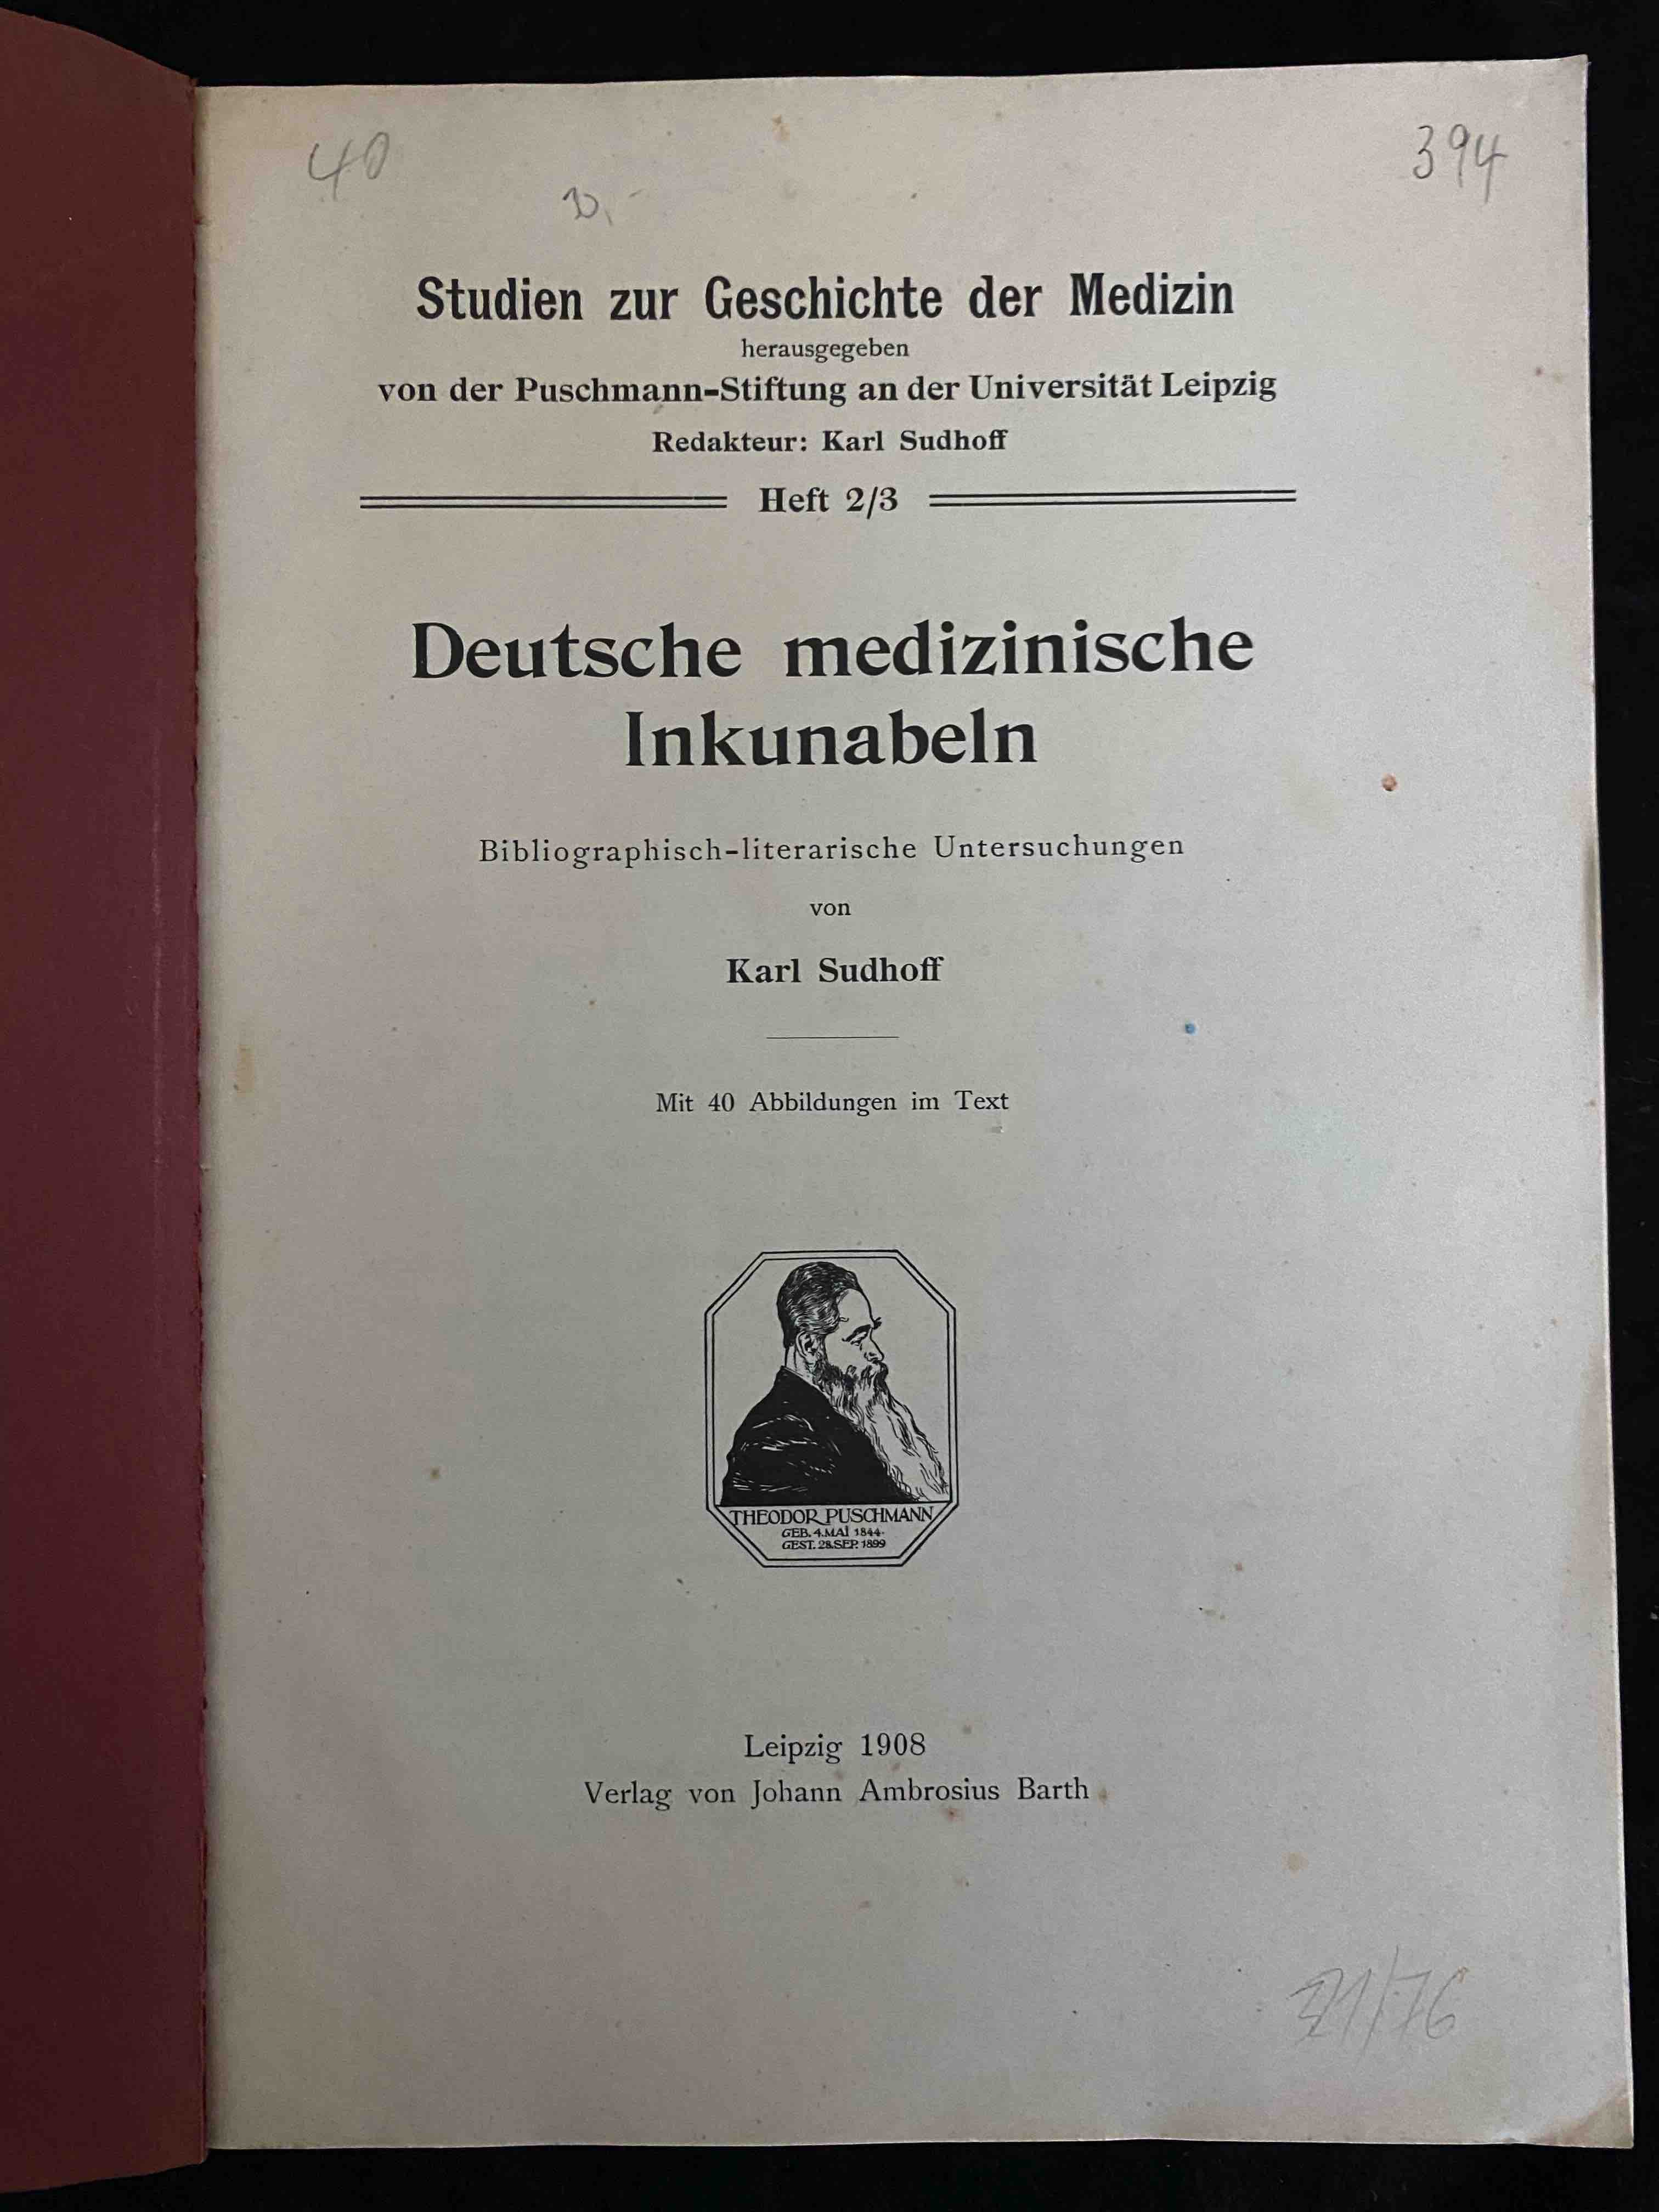 40
394
Studien zur Geschichte der Medizin
herausgegeben
von der Puschmann-Stiftung an der Universität Leipzig
Redakteur: Karl Sudhoff
Heft 2/3
Deutsche medizinische
Inkunabeln
Bibliographisch-literarische Untersuchungen
von
Karl Sudhoff
Mit 40 Abbildungen im Text
THEODOR PUSCHMANN
GEB. 4. MAI 1844.
GEST. 28. SEP. 1899
Leipzig 1908
Verlag von Johann Ambrosius Barth